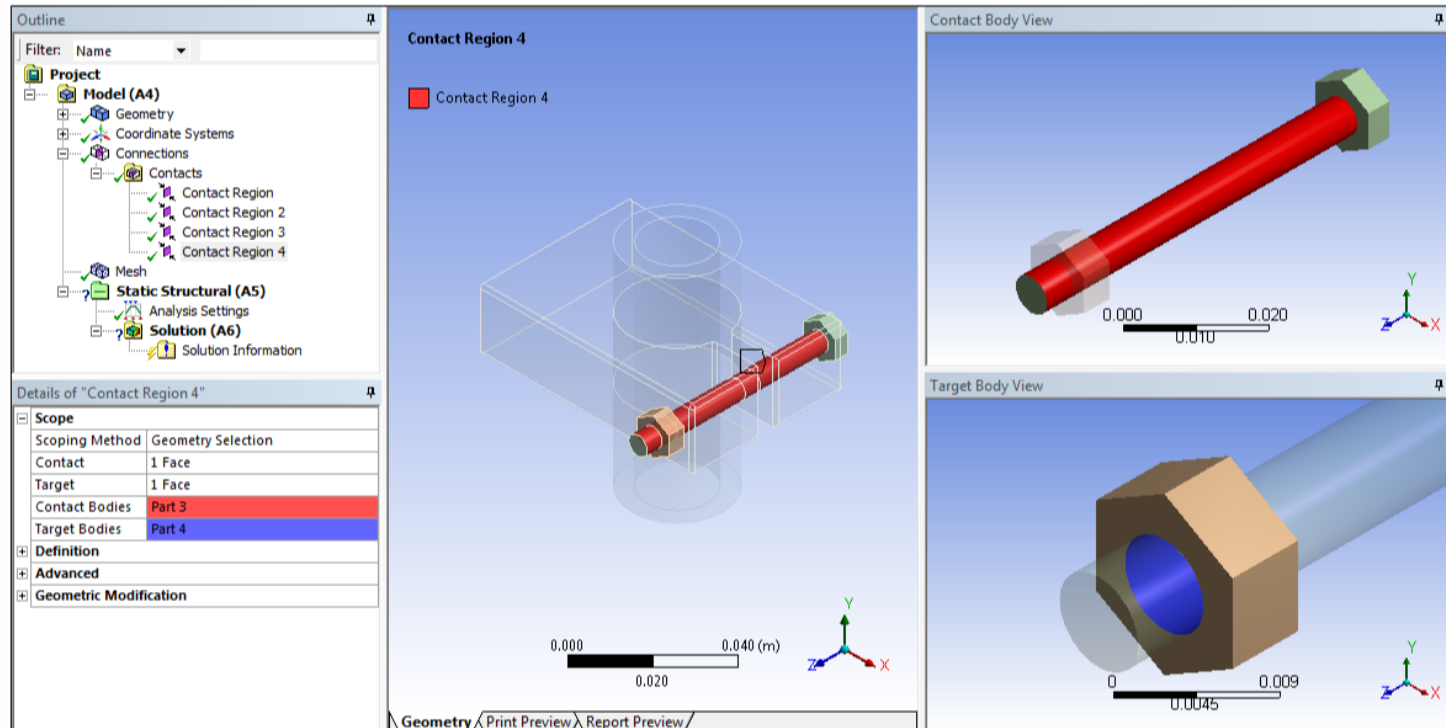 Outline
Filter: Name
Project
Model (A4)
Geometry
Coordinate Systems
Connections
Contacts
Contact Region
Contact Region 2
Contact Region 3
Contact Region 4
Mesh
Static Structural (A5)
Analysis Settings
Solution (A6)
Solution Information
Details of "Contact Region 4"
Scope
Scoping Method Geometry Selection
Contact 1 Face
Target 1 Face
Contact Bodies Part 3
Target Bodies Part 4
Definition
Advanced
Geometric Modification
Contact Region 4
Contact Region 4
0.000 0.040 (m)
0.020
Y
Z X
Geometry Print Preview Report Preview
Contact Body View
0.000 0.020
0.010
Y
Z X
Target Body View
0 0.009
0.0045
Y
Z X